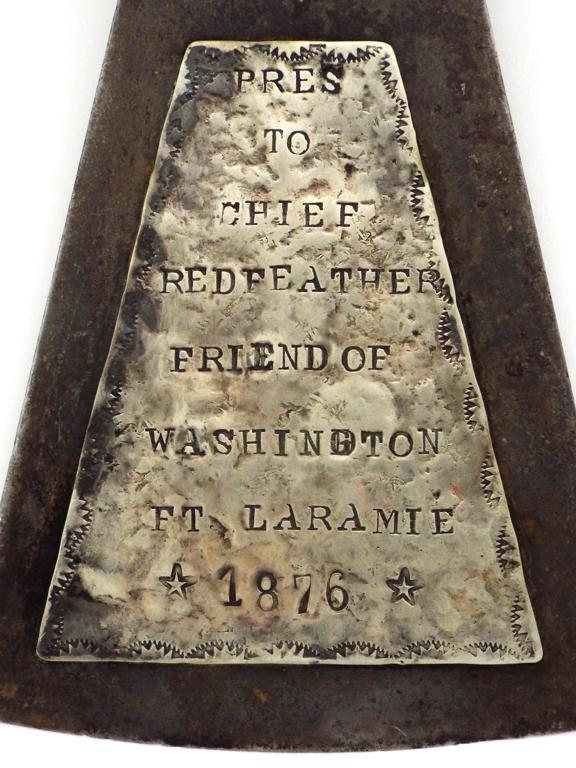 PRES
TO
CHIEF
REDFEATHER
FRIEND OF
WASHINGTON
FT. LARAMIE
☆ 1876 ☆